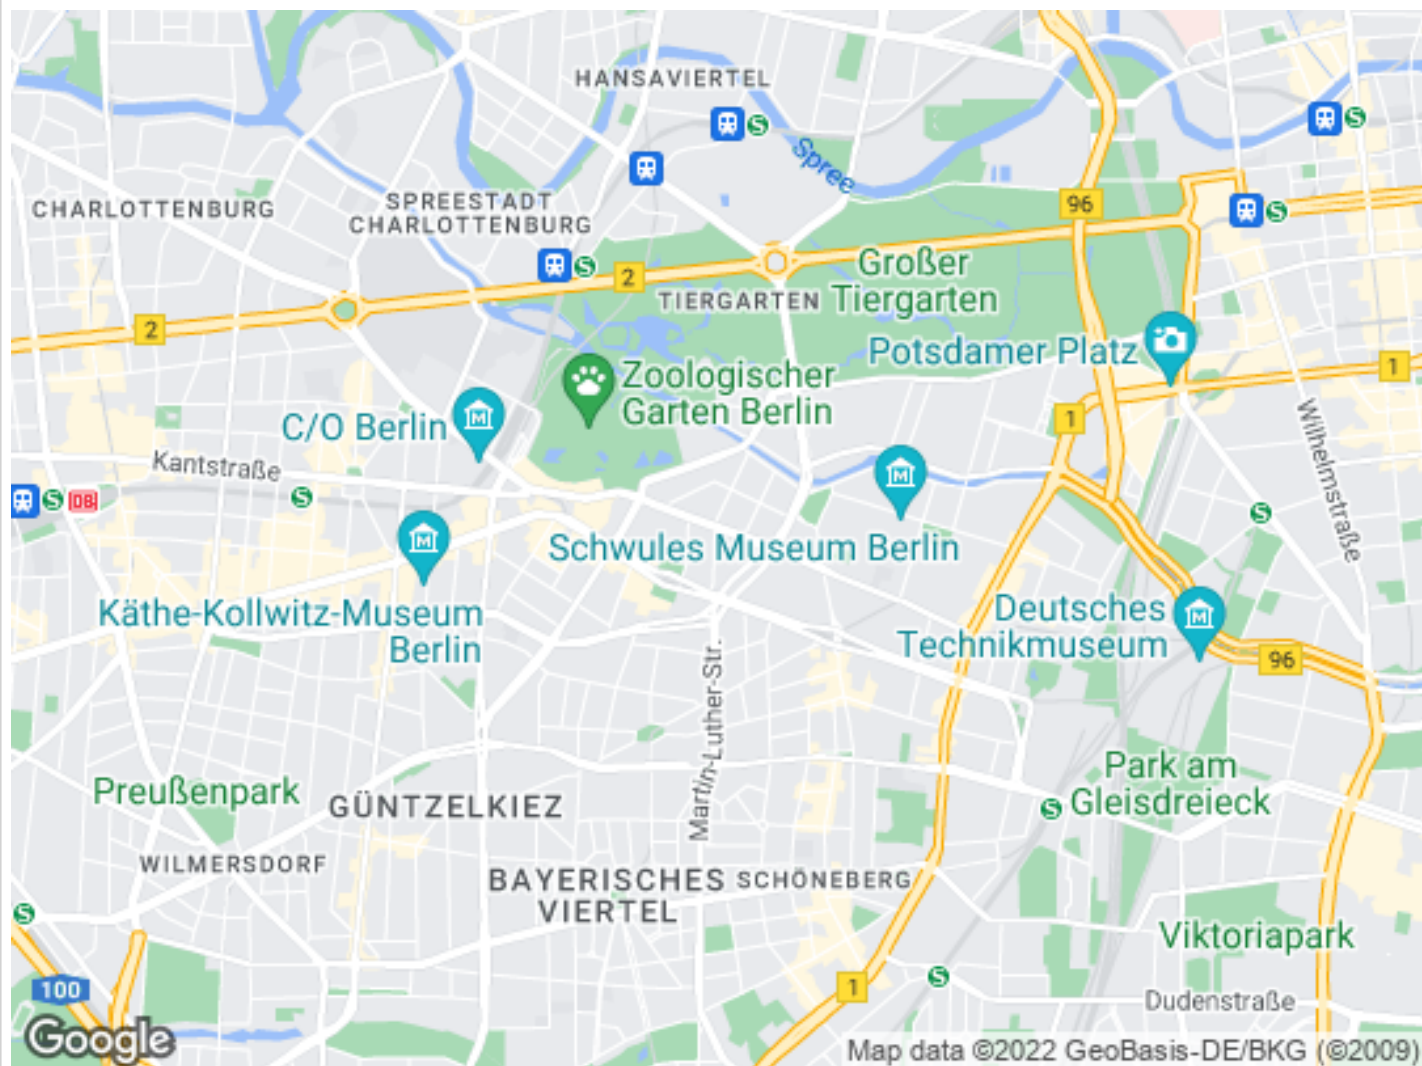 HANSAVIERTEL
S
S
Spree
CHARLOTTENBURG
SPREESTADT
CHARLOTTENBURG
96
S
S
2
TIERGARTEN
Großer
Tiergarten
2
Potsdamer Platz
1
Zoologischer
Garten Berlin
C/O Berlin
M
1
Wilhelmstraße
Kantstraße
M
S
DB
S
S
M
Schwules Museum Berlin
Käthe-Kollwitz-Museum
Berlin
Deutsches
Technikmuseum
M
96
Martin-Luther-Str.
Preußenpark
GÜNTZELKIEZ
Park am
Gleisdreieck
S
WILMERSDORF
BAYERISCHES
VIERTEL
SCHÖNEBERG
S
Viktoriapark
100
1
S
Dudenstraße
Google
Map data ©2022 GeoBasis-DE/BKG (©2009)